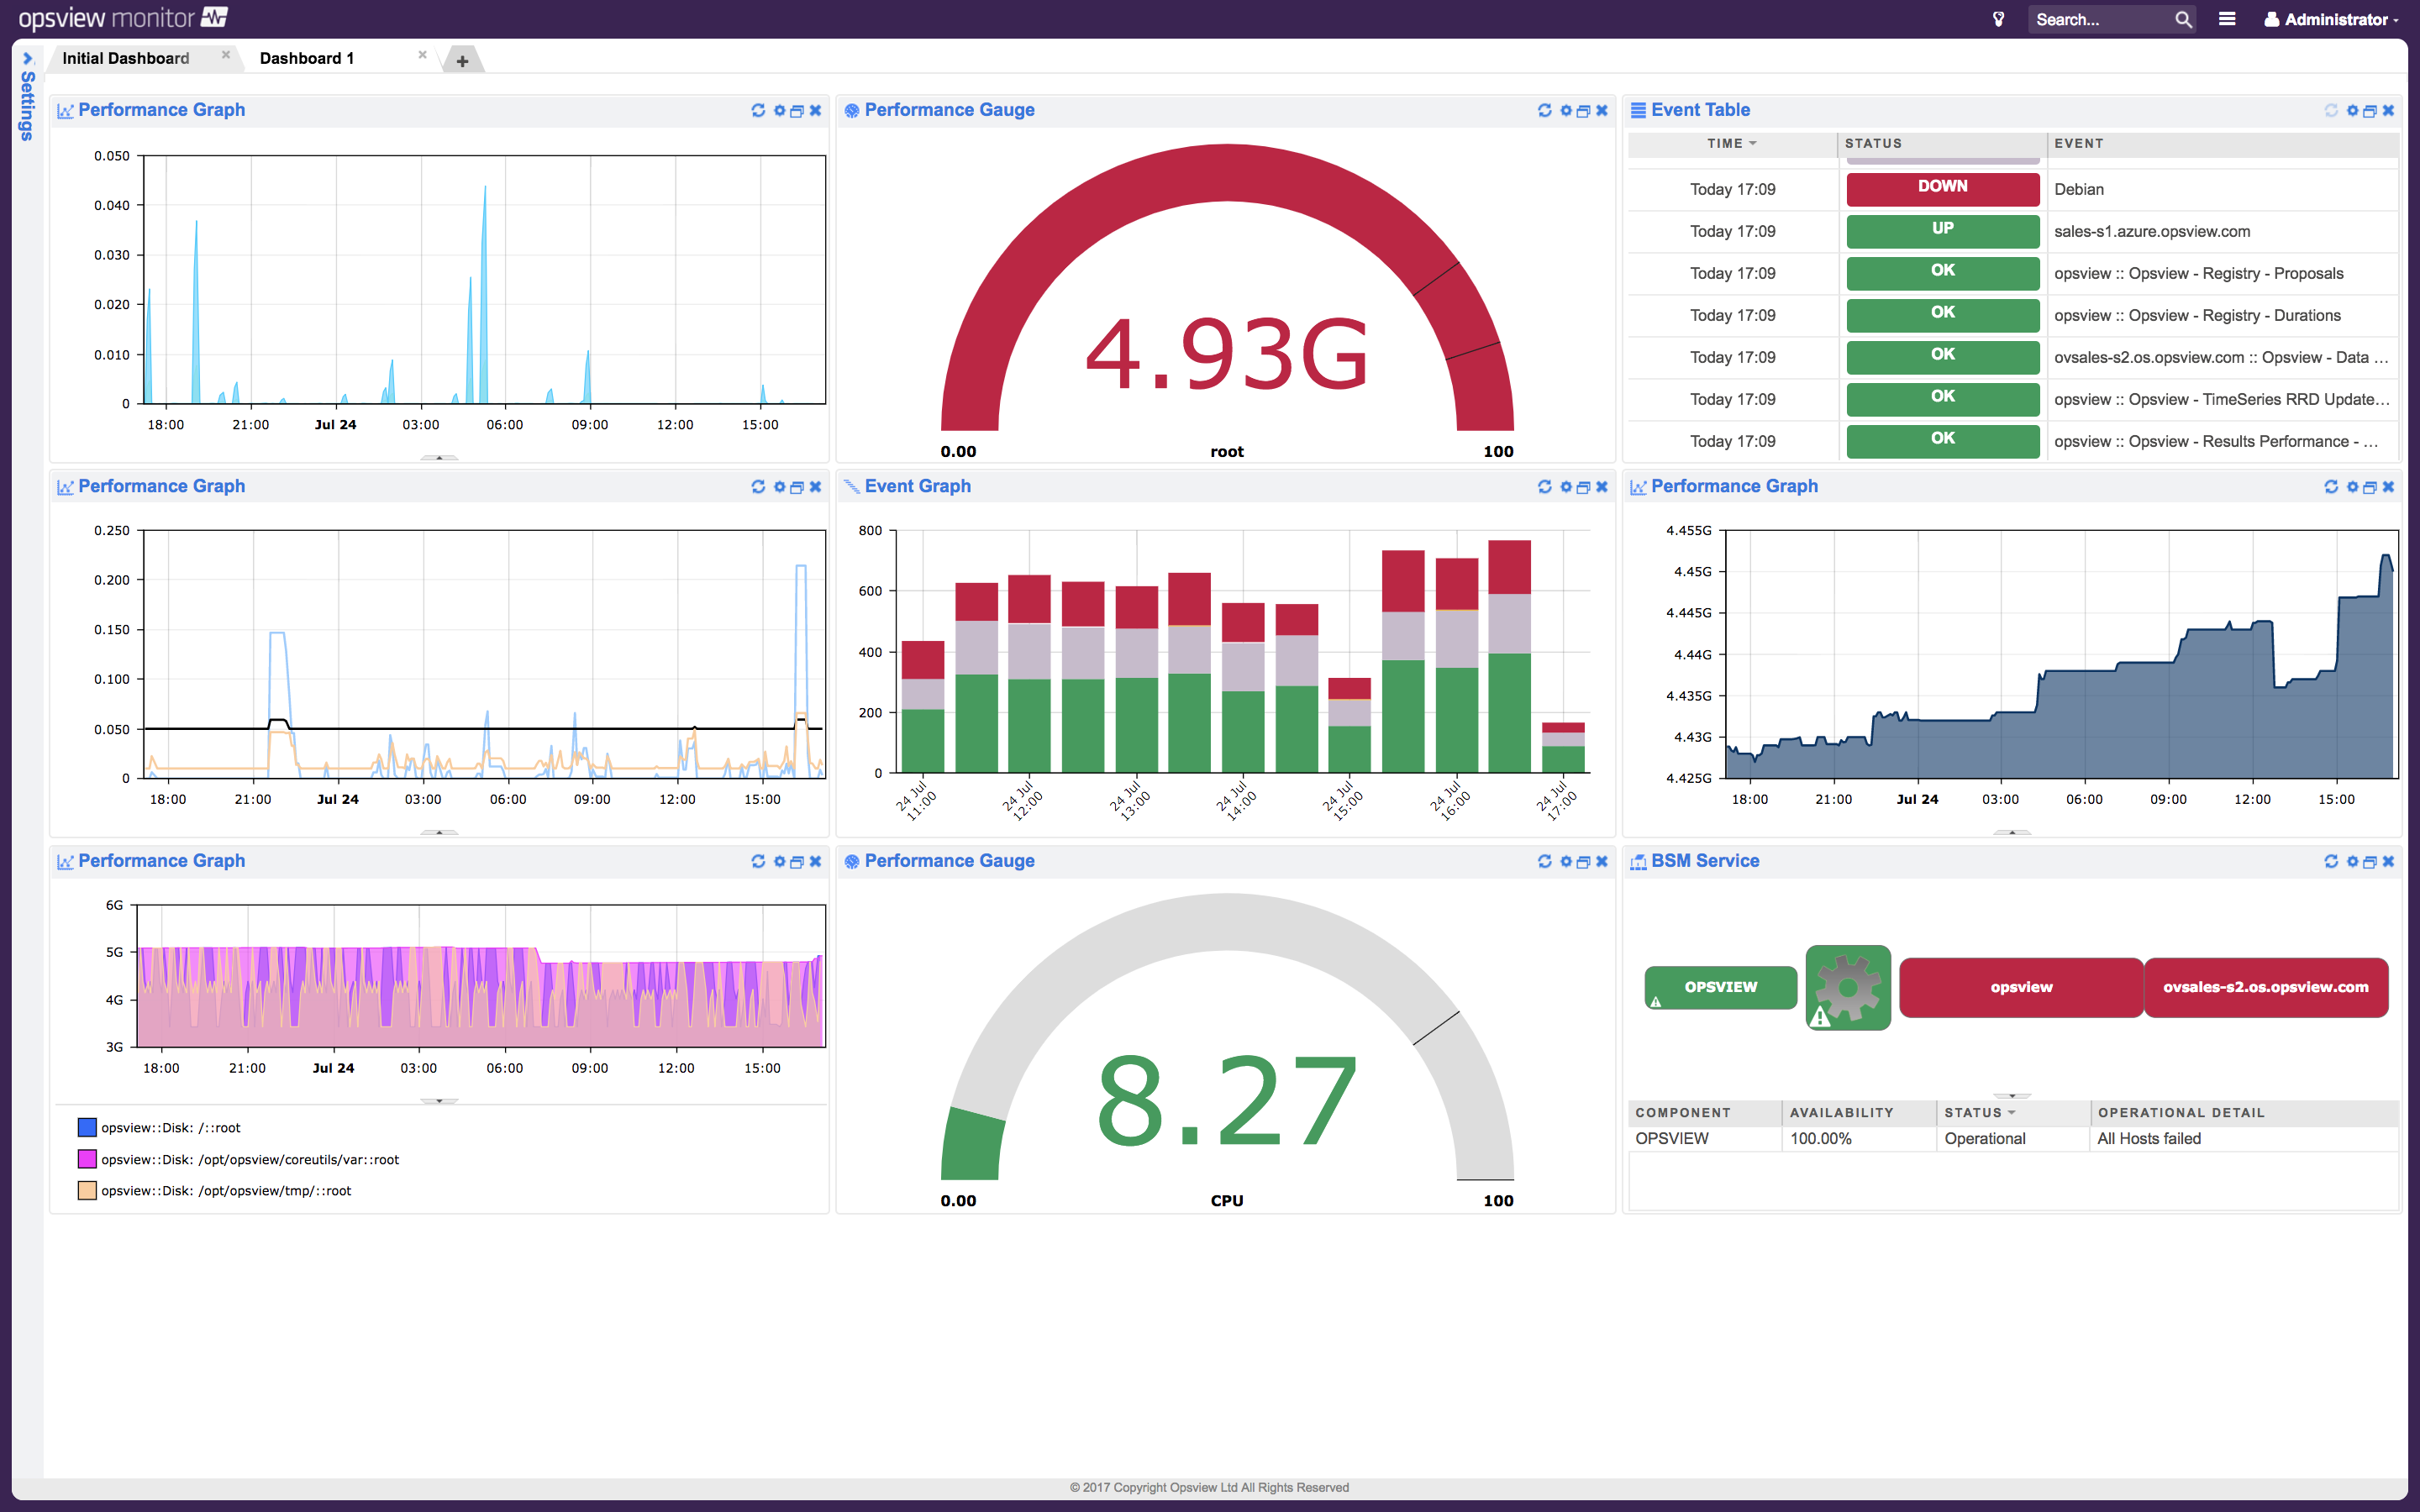 opsview monitor
Search...
Administrator
Settings
Initial Dashboard
Dashboard 1
+
Performance Graph
0.050
0.040
0.030
0.020
0.010
0
18:00 21:00 Jul 24 03:00 06:00 09:00 12:00 15:00
Performance Gauge
4.93G
0.00 root 100
Event Table
TIME STATUS EVENT
Today 17:09 DOWN Debian
Today 17:09 UP sales-s1.azure.opsview.com
Today 17:09 OK opsview :: Opsview - Registry - Proposals
Today 17:09 OK opsview :: Opsview - Registry - Durations
Today 17:09 OK ovsales-s2.os.opsview.com :: Opsview - Data ...
Today 17:09 OK opsview :: Opsview - TimeSeries RRD Update...
Today 17:09 OK opsview :: Opsview - Results Performance - ...
Performance Graph
0.250
0.200
0.150
0.100
0.050
0
18:00 21:00 Jul 24 03:00 06:00 09:00 12:00 15:00
Event Graph
800
600
400
200
0
24 Jul 11:00
24 Jul 12:00
24 Jul 13:00
24 Jul 14:00
24 Jul 15:00
24 Jul 16:00
24 Jul 17:00
Performance Graph
4.455G
4.45G
4.445G
4.44G
4.435G
4.43G
4.425G
18:00 21:00 Jul 24 03:00 06:00 09:00 12:00 15:00
Performance Graph
6G
5G
4G
3G
18:00 21:00 Jul 24 03:00 06:00 09:00 12:00 15:00
opsview::Disk: /::root
opsview::Disk: /opt/opsview/coreutils/var::root
opsview::Disk: /opt/opsview/tmp/::root
Performance Gauge
8.27
0.00 CPU 100
BSM Service
OPSVIEW opsview ovsales-s2.os.opsview.com
COMPONENT AVAILABILITY STATUS OPERATIONAL DETAIL
OPSVIEW 100.00% Operational All Hosts failed
© 2017 Copyright Opsview Ltd All Rights Reserved